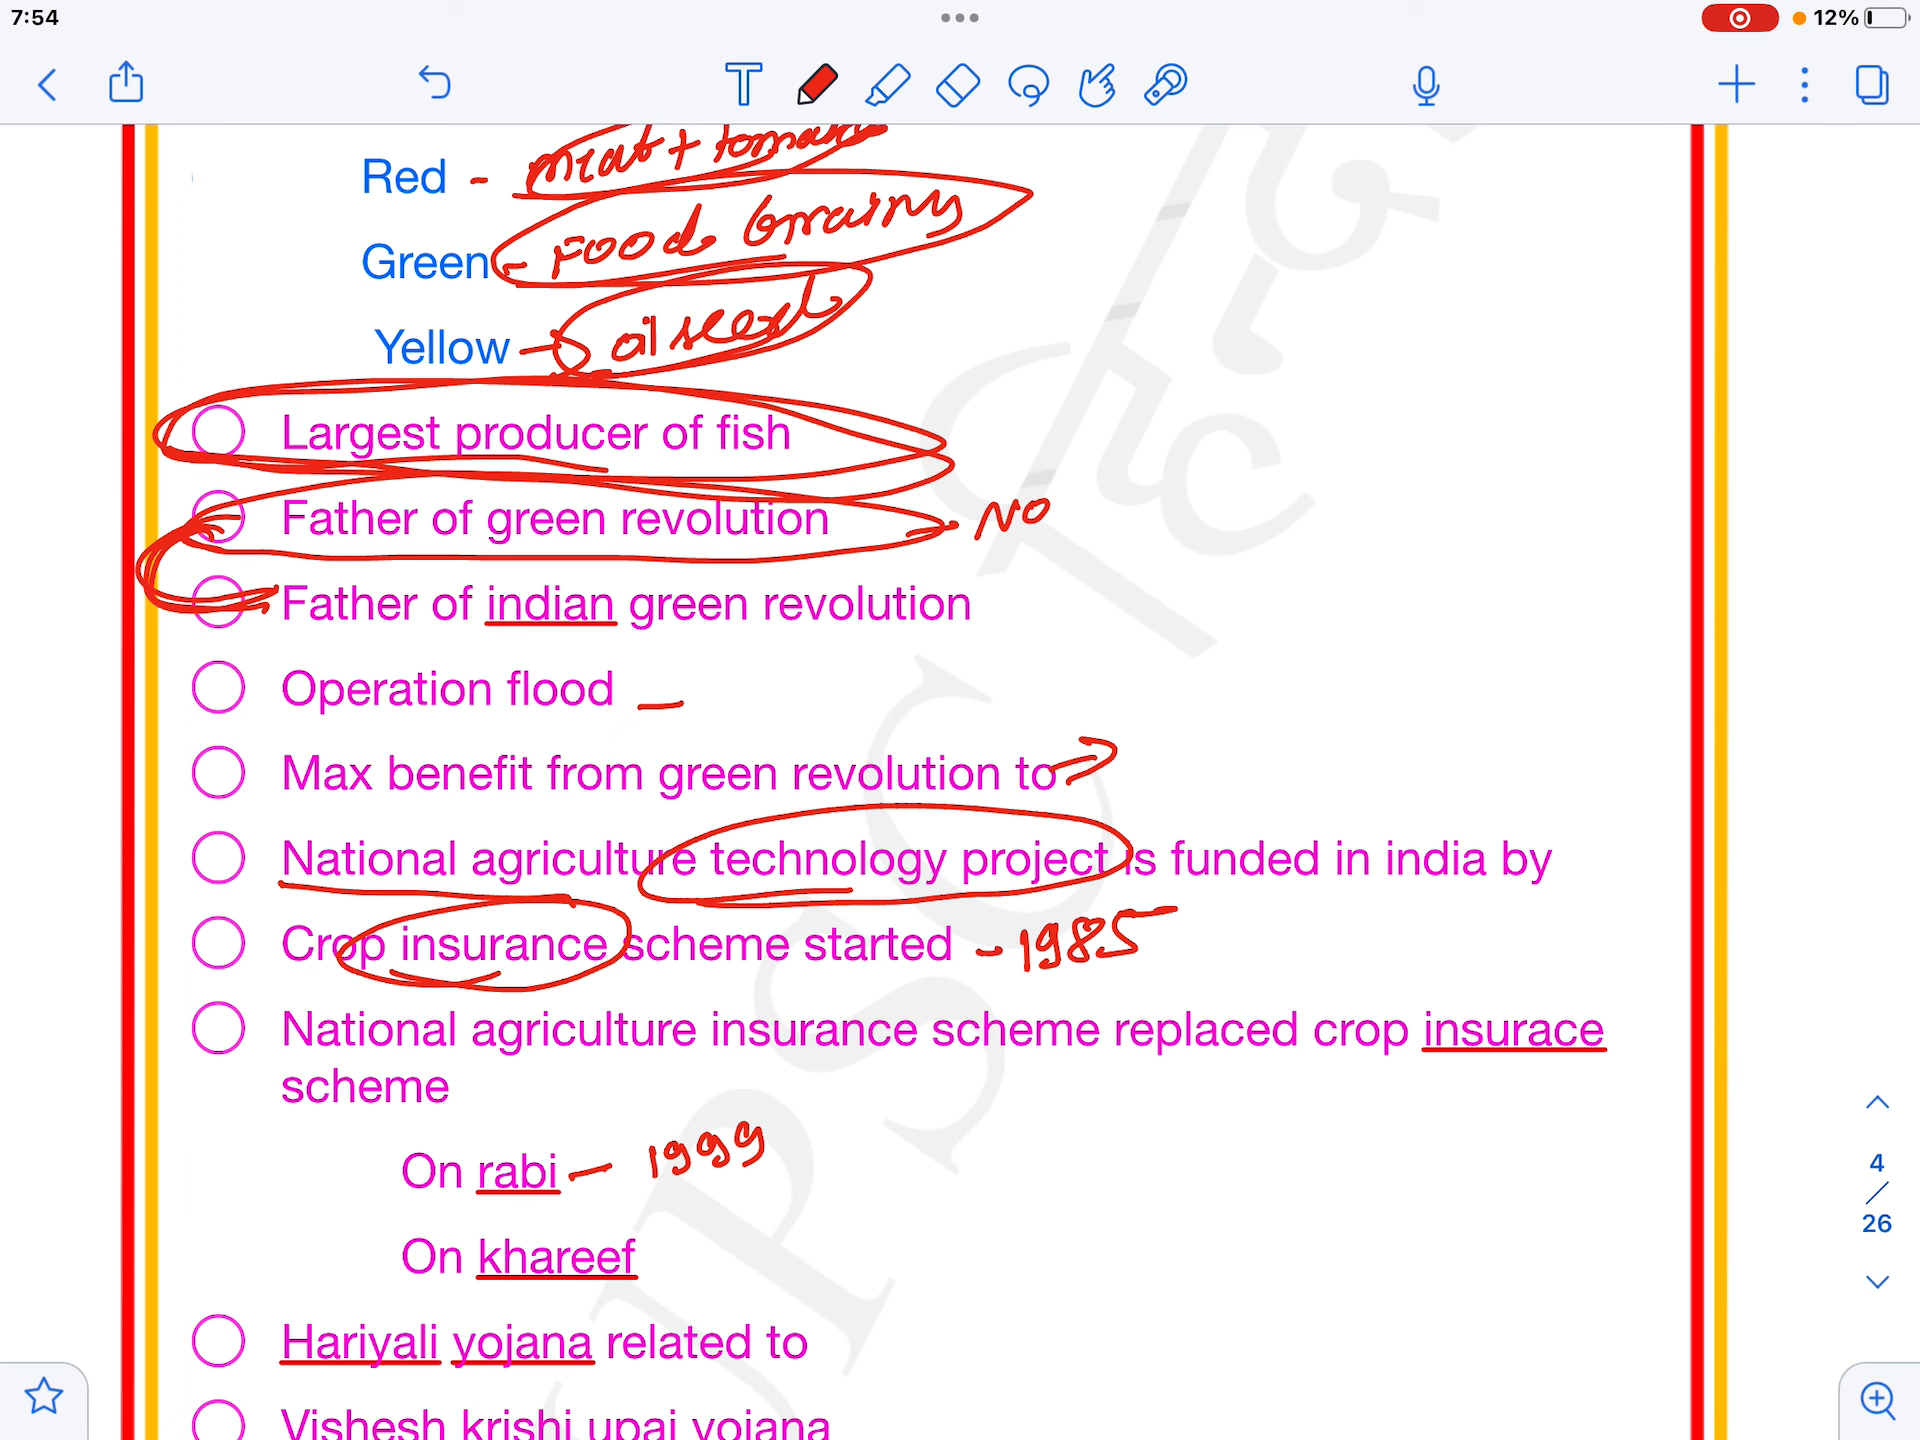 7:54
12%
Red - meat + tomato
Green - Food Grains
Yellow - oilseed
Largest producer of fish
Father of green revolution - NO
Father of indian green revolution
Operation flood -
Max benefit from green revolution to
National agriculture technology project is funded in india by
Crop insurance scheme started - 1985
National agriculture insurance scheme replaced crop insurace
scheme
On rabi - 1999
On khareef
Hariyali yojana related to
Vishesh krishi upaj yojana
4
/
26